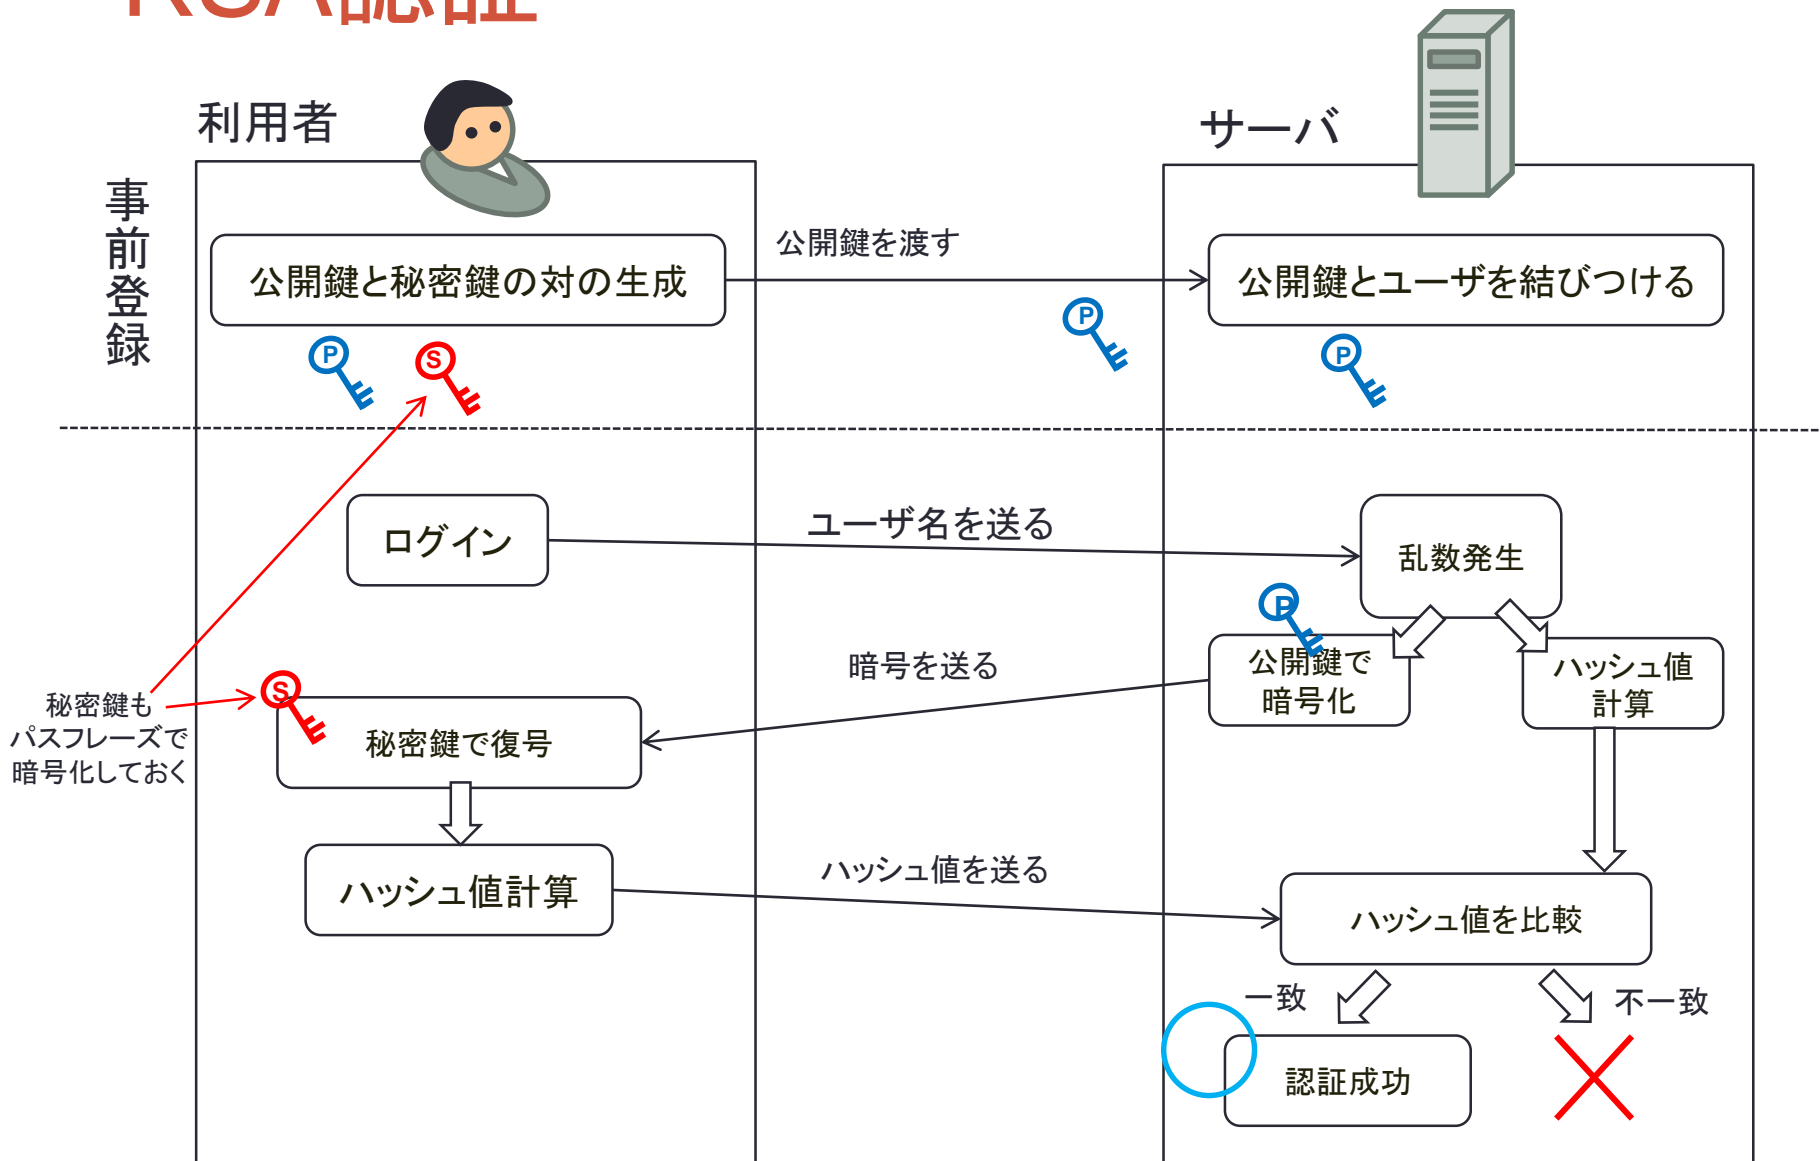 RSA認証
利用者
サーバ
事前登録
公開鍵と秘密鍵の対の生成
公開鍵を渡す
公開鍵とユーザを結びつける
P
S
P
P
ログイン
ユーザ名を送る
乱数発生
P
公開鍵で
暗号化
ハッシュ値
計算
暗号を送る
秘密鍵も
パスフレーズで
暗号化しておく
S
秘密鍵で復号
ハッシュ値計算
ハッシュ値を送る
ハッシュ値を比較
一致
不一致
認証成功